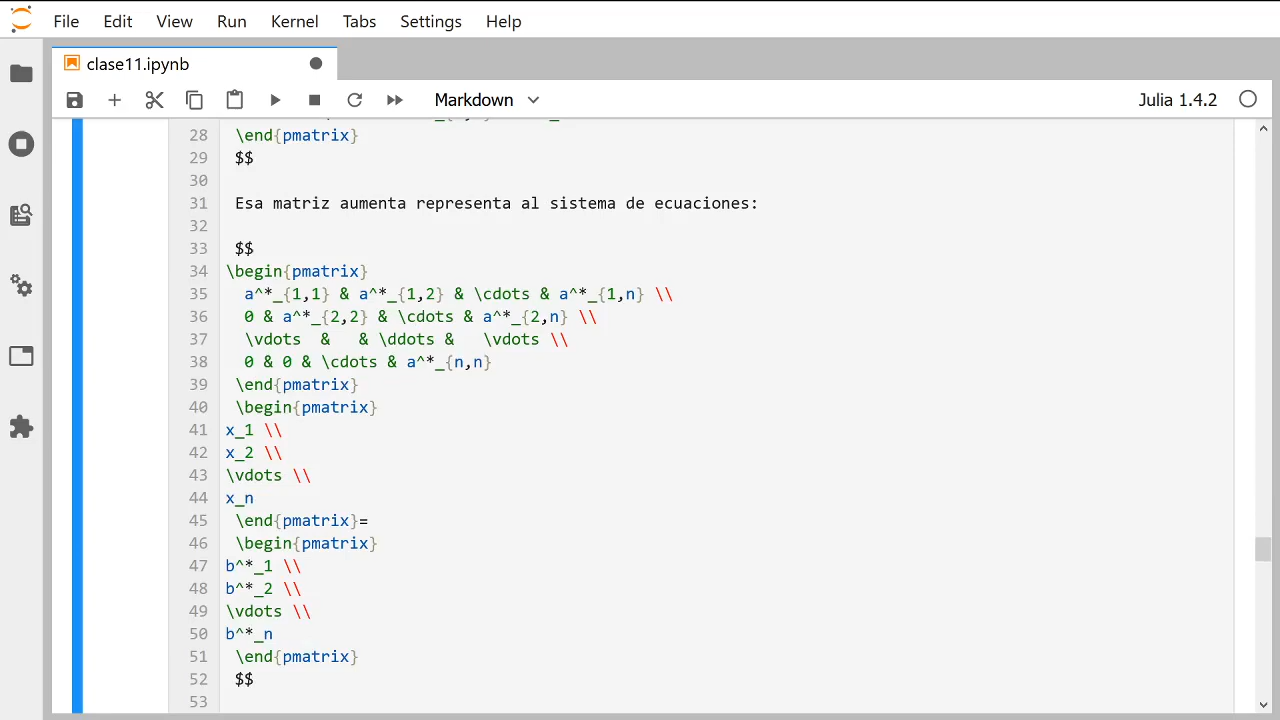 File Edit View Run Kernel Tabs Settings Help
clase11.ipynb
Markdown Julia 1.4.2
28 \end{pmatrix}
29 $$
30
31 Esa matriz aumenta representa al sistema de ecuaciones:
32
33 $$
34 \begin{pmatrix}
35 a^*_{1,1} & a^*_{1,2} & \cdots & a^*_{1,n} \\
36 0 & a^*_{2,2} & \cdots & a^*_{2,n} \\
37 \vdots & & \ddots & \vdots \\
38 0 & 0 & \cdots & a^*_{n,n}
39 \end{pmatrix}
40 \begin{pmatrix}
41 x_1 \\
42 x_2 \\
43 \vdots \\
44 x_n
45 \end{pmatrix}=
46 \begin{pmatrix}
47 b^*_1 \\
48 b^*_2 \\
49 \vdots \\
50 b^*_n
51 \end{pmatrix}
52 $$
53